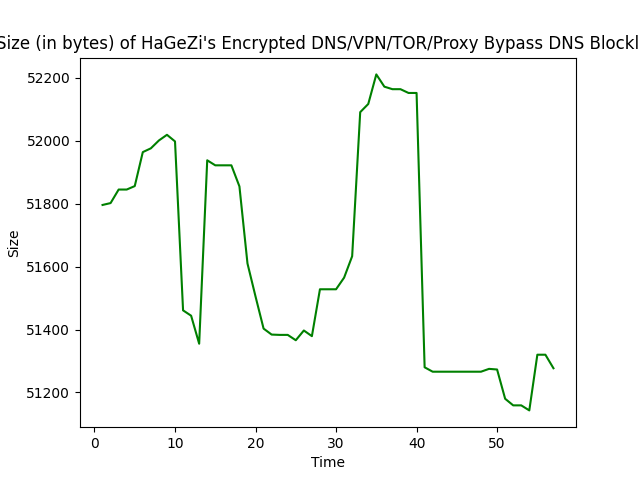 Size (in bytes) of HaGeZi's Encrypted DNS/VPN/TOR/Proxy Bypass DNS Blockl
52200
52000
51800
51600
51400
51200
Size
0 10 20 30 40 50
Time